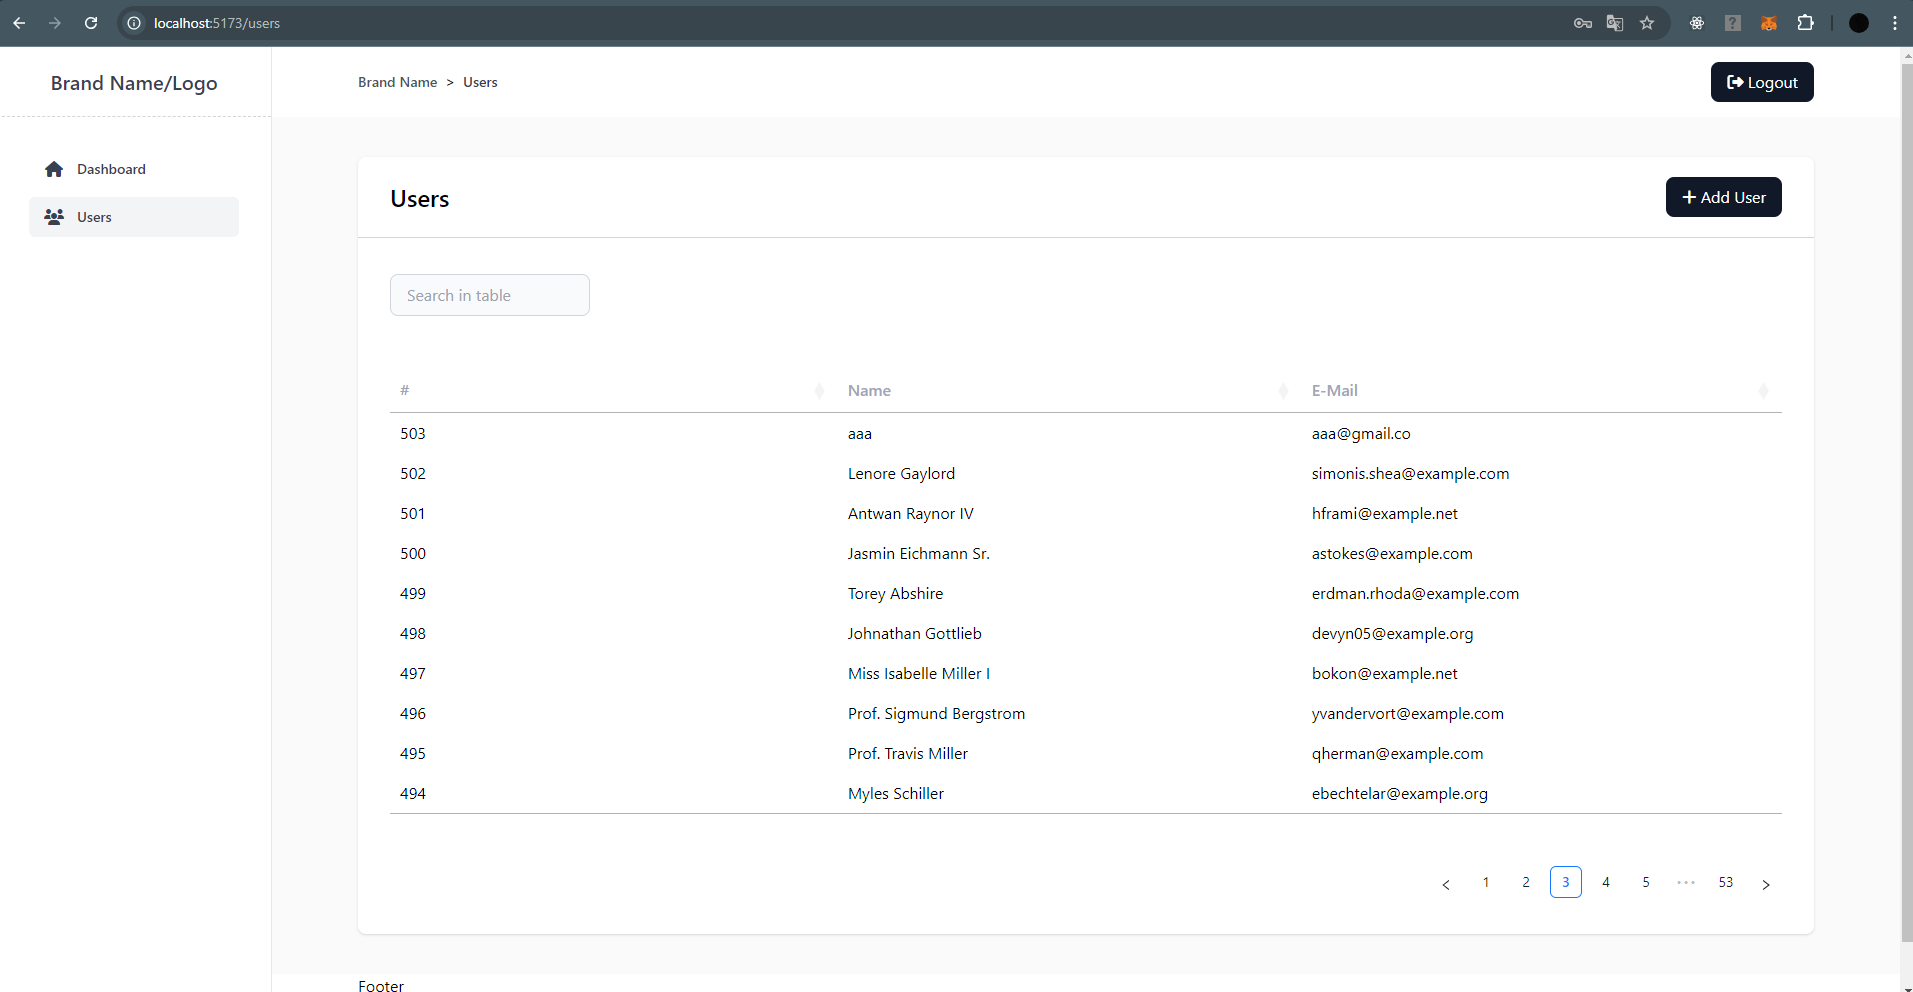 localhost:5173/users
Brand Name/Logo
Brand Name > Users
Logout
Dashboard
Users
Users
+ Add User
Search in table
# Name E-Mail
503 aaa aaa@gmail.co
502 Lenore Gaylord simonis.shea@example.com
501 Antwan Raynor IV hframi@example.net
500 Jasmin Eichmann Sr. astokes@example.com
499 Torey Abshire erdman.rhoda@example.com
498 Johnathan Gottlieb devyn05@example.org
497 Miss Isabelle Miller I bokon@example.net
496 Prof. Sigmund Bergstrom yvandervort@example.com
495 Prof. Travis Miller qherman@example.com
494 Myles Schiller ebechtelar@example.org
< 1 2 3 4 5 ••• 53 >
Footer